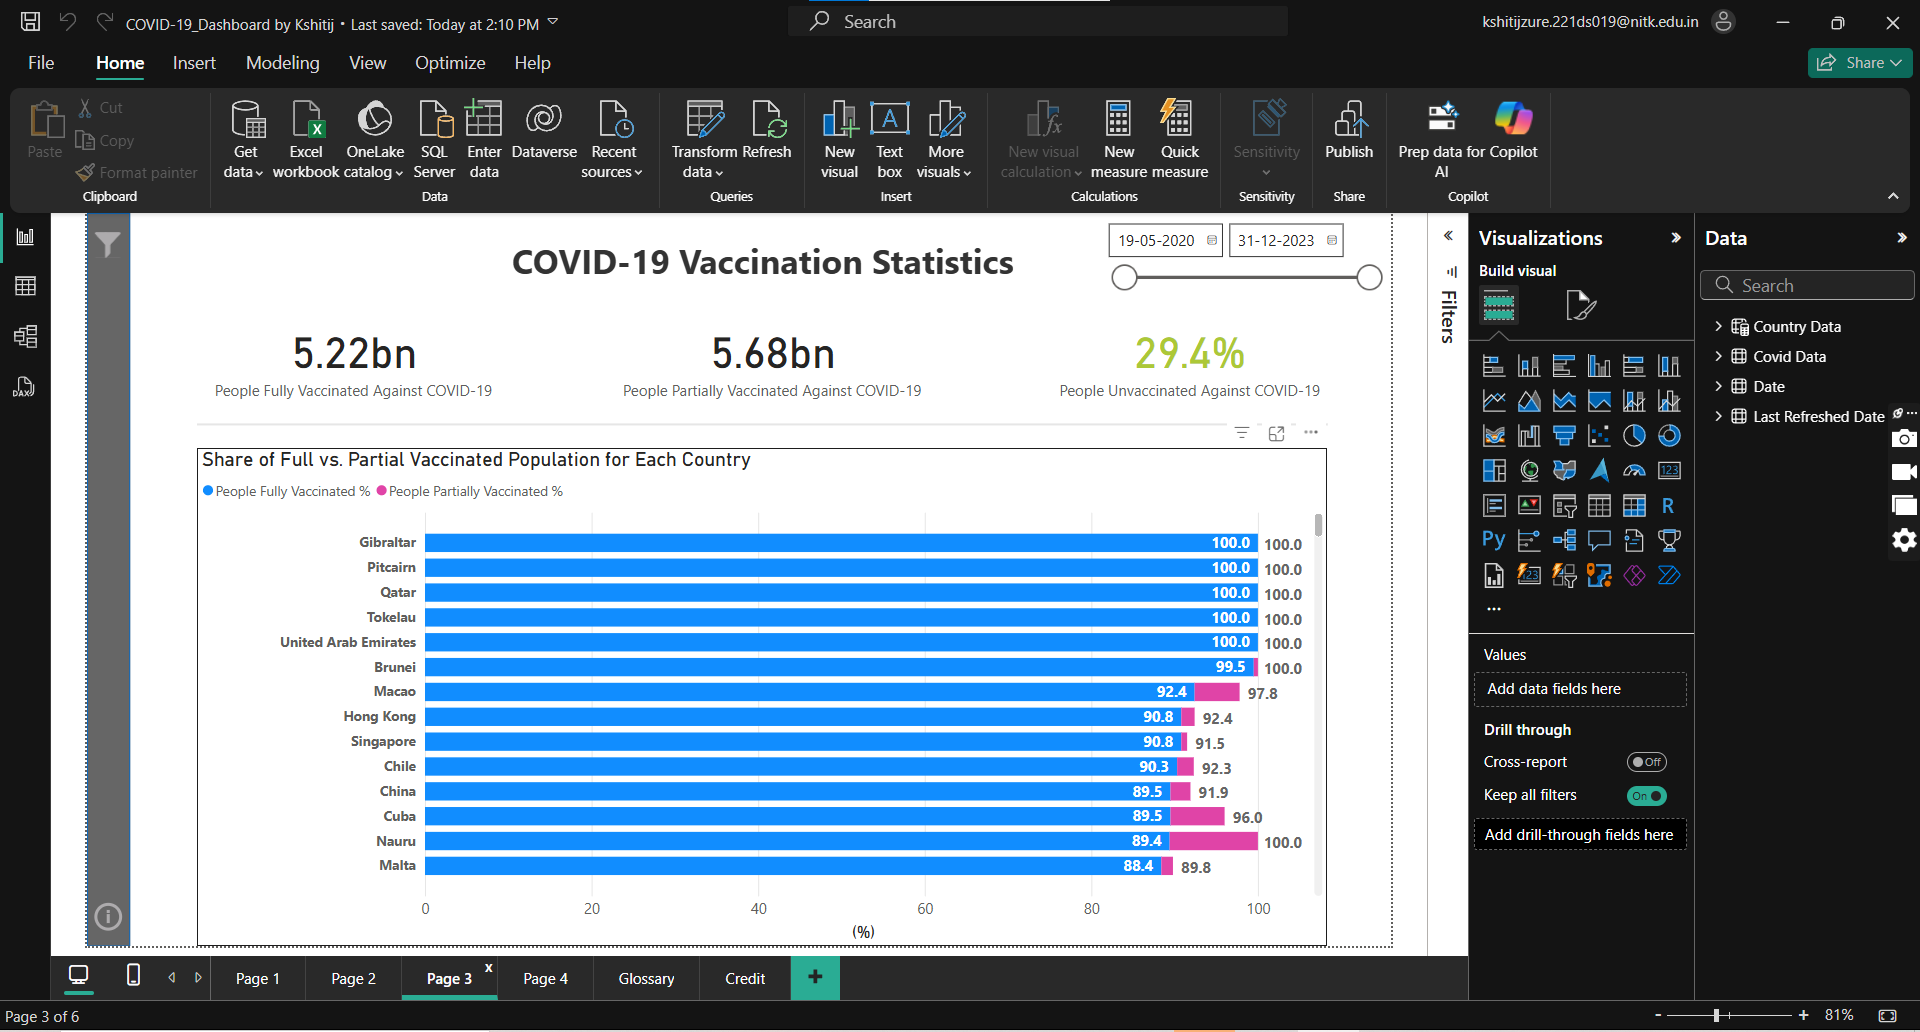 COVID-19_Dashboard by Kshitij • Last saved: Today at 2:10 PM
Search
kshitijzure.221ds019@nitk.edu.in
File Home Insert Modeling View Optimize Help
Share
Paste
Cut
Copy
Format painter
Clipboard
Get data
Excel workbook
OneLake catalog
SQL Server
Enter data
Dataverse
Recent sources
Data
Transform data
Refresh
Queries
New visual
Text box
More visuals
Insert
New visual calculation
New measure
Quick measure
Calculations
Sensitivity
Sensitivity
Publish
Share
Prep data for AI
Copilot
Copilot
DAX
COVID-19 Vaccination Statistics
19-05-2020 31-12-2023
5.22bn
People Fully Vaccinated Against COVID-19
5.68bn
People Partially Vaccinated Against COVID-19
29.4%
People Unvaccinated Against COVID-19
Share of Full vs. Partial Vaccinated Population for Each Country
People Fully Vaccinated % People Partially Vaccinated %
Gibraltar 100.0 100.0
Pitcairn 100.0 100.0
Qatar 100.0 100.0
Tokelau 100.0 100.0
United Arab Emirates 100.0 100.0
Brunei 99.5 100.0
Macao 92.4 97.8
Hong Kong 90.8 92.4
Singapore 90.8 91.5
Chile 90.3 92.3
China 89.5 91.9
Cuba 89.5 96.0
Nauru 89.4 100.0
Malta 88.4 89.8
0 20 40 60 80 100
(%)
Filters
Visualizations
Build visual
123
R
Py
123
Values
Add data fields here
Drill through
Cross-report Off
Keep all filters On
Add drill-through fields here
Data
Search
Country Data
Covid Data
Date
Last Refreshed Date
Page 1 Page 2 Page 3 x Page 4 Glossary Credit +
Page 3 of 6
- + 81%